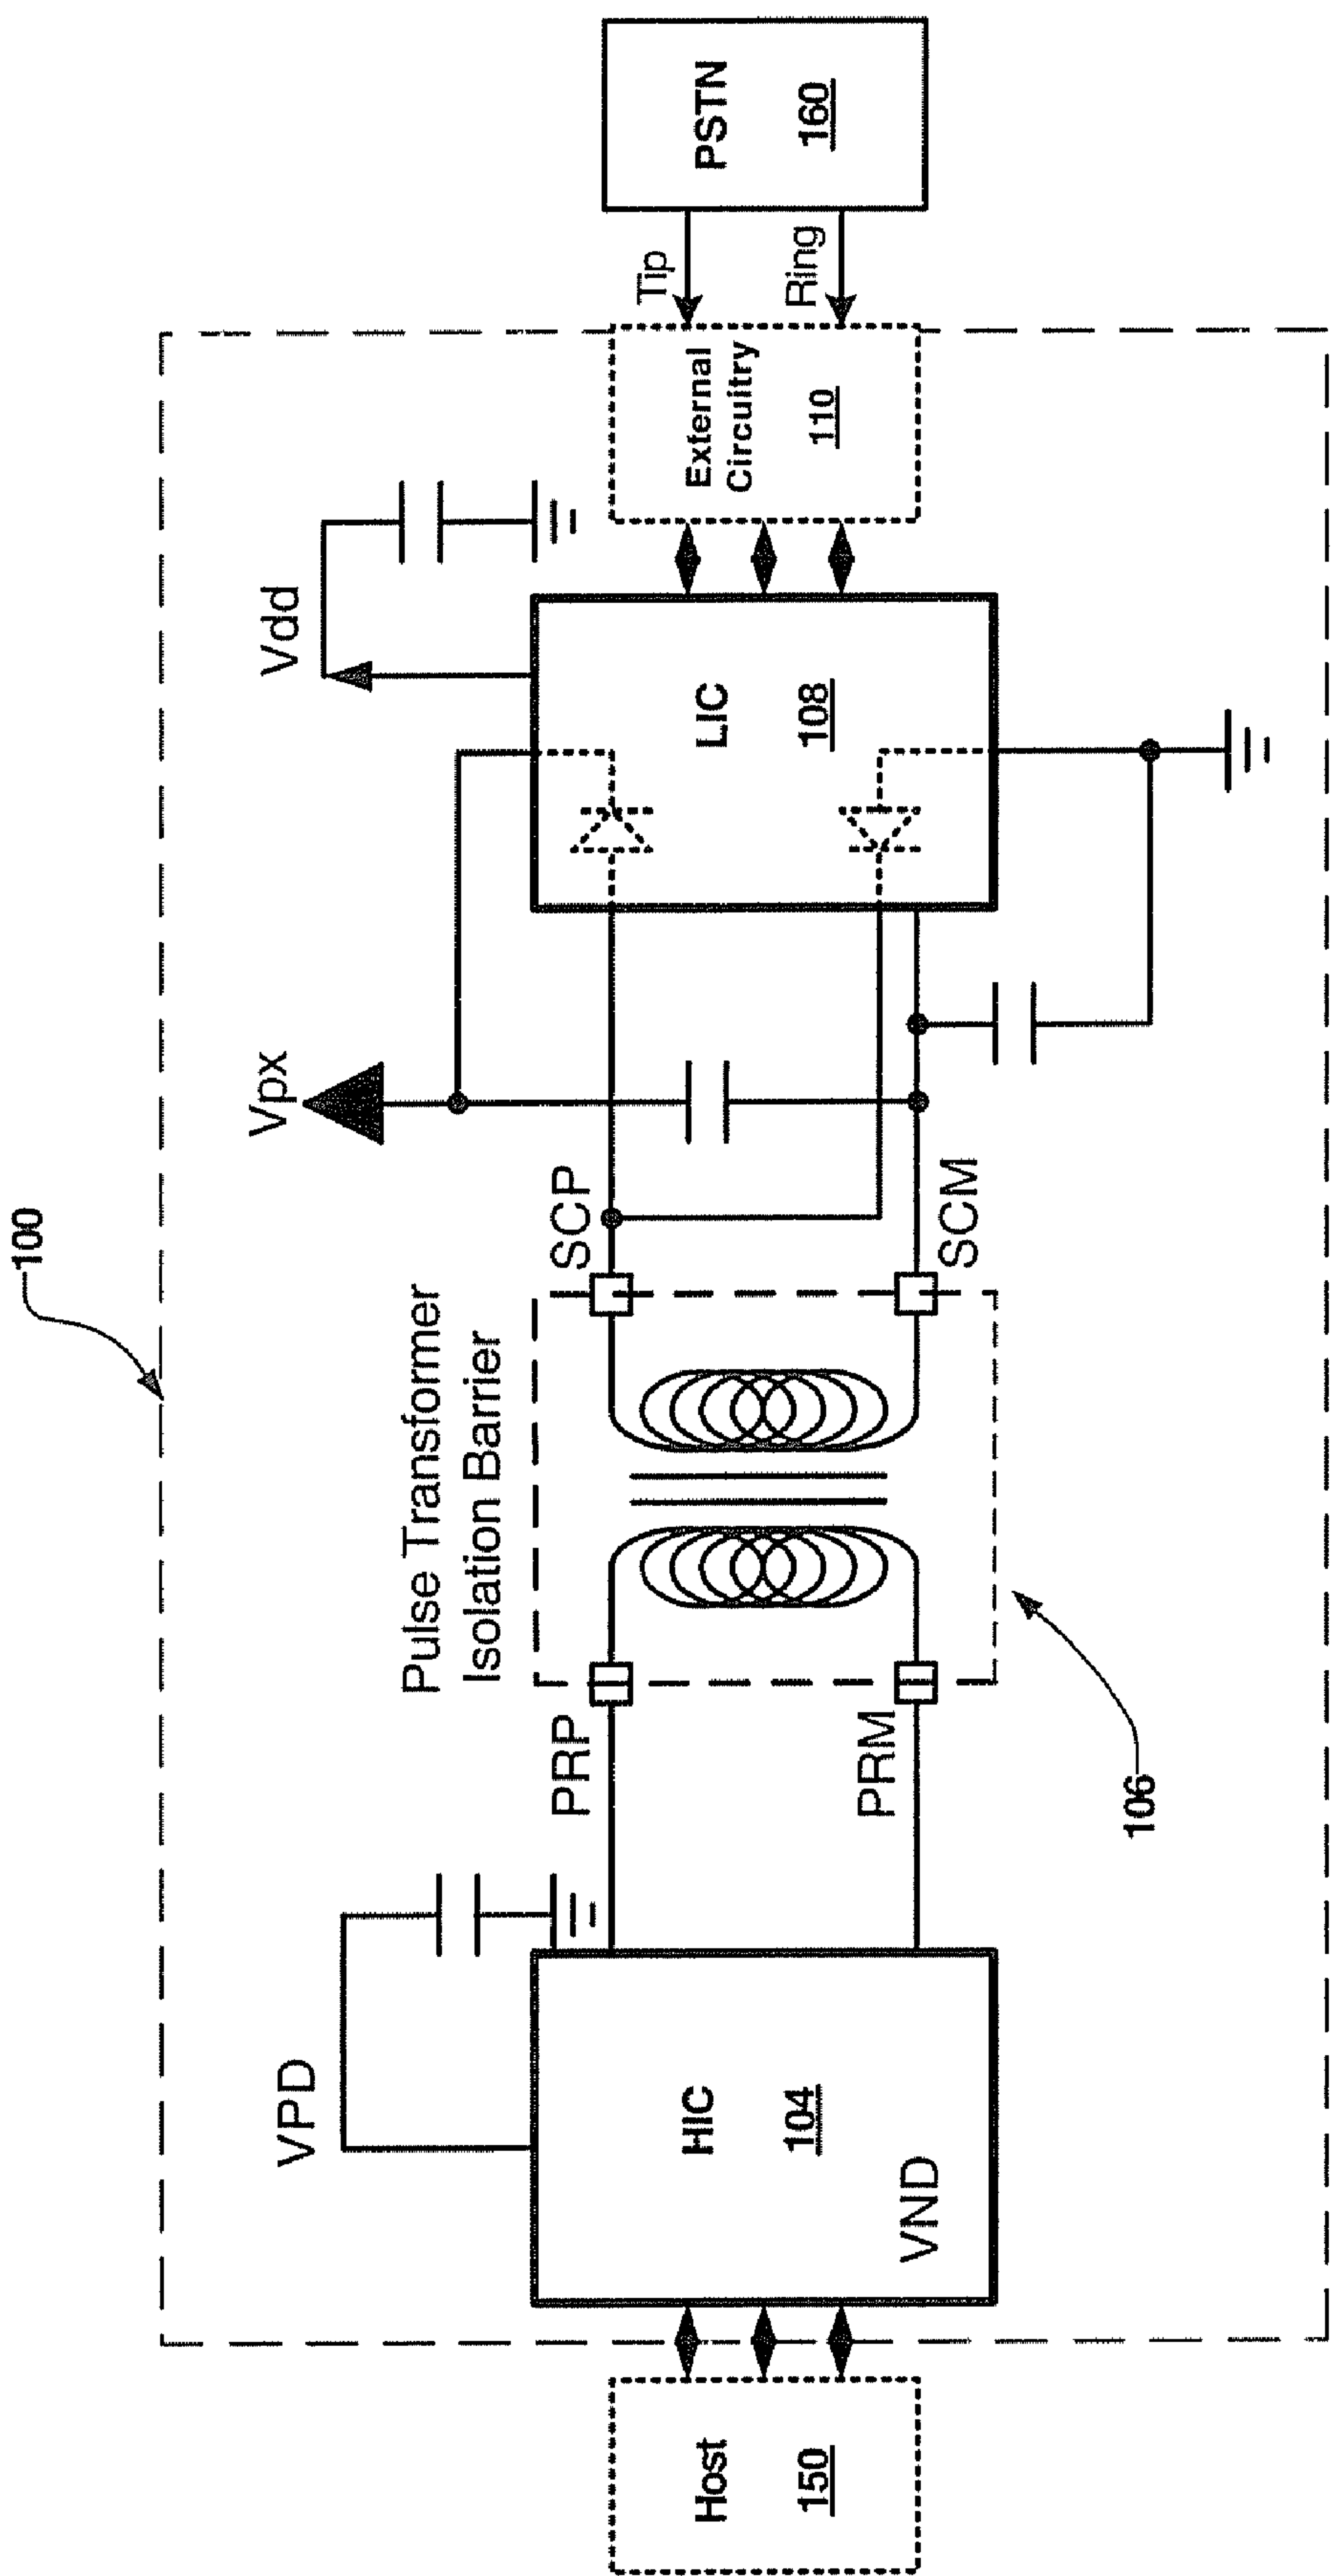 100
Pulse Transformer
Isolation Barrier
Host
150
VPD
HIC
104
VND
PRP
PRM
106
SCP
SCM
Vpx
Vdd
LIC
108
External
Circuitry
110
Tip
Ring
PSTN
160